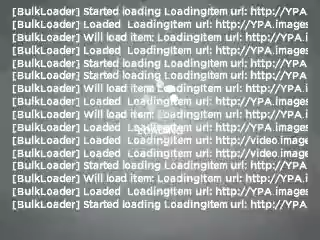 [BulkLoader] Started loading LoadingItem url: http://YPA
[BulkLoader] Loaded LoadingItem url: http://YPA.images
[BulkLoader] Will load item: LoadingItem url: http://YPA.i
[BulkLoader] Loaded LoadingItem url: http://YPA.images
[BulkLoader] Started loading LoadingItem url: http://YPA
[BulkLoader] Loaded LoadingItem url: http://YPA.images
[BulkLoader] Will load item: LoadingItem url: http://YPA.i
[BulkLoader] Loaded LoadingItem url: http://YPA.images
[BulkLoader] Will load item: LoadingItem url: http://YPA.i
[BulkLoader] Loaded LoadingItem url: http://YPA.images
[BulkLoader] Loaded LoadingItem url: http://video.image
[BulkLoader] Loaded LoadingItem url: http://video.image
[BulkLoader] Started loading LoadingItem url: http://YPA
[BulkLoader] Will load item: LoadingItem url: http://YPA.i
[BulkLoader] Loaded LoadingItem url: http://YPA.images
[BulkLoader] Started loading LoadingItem url: http://YPA